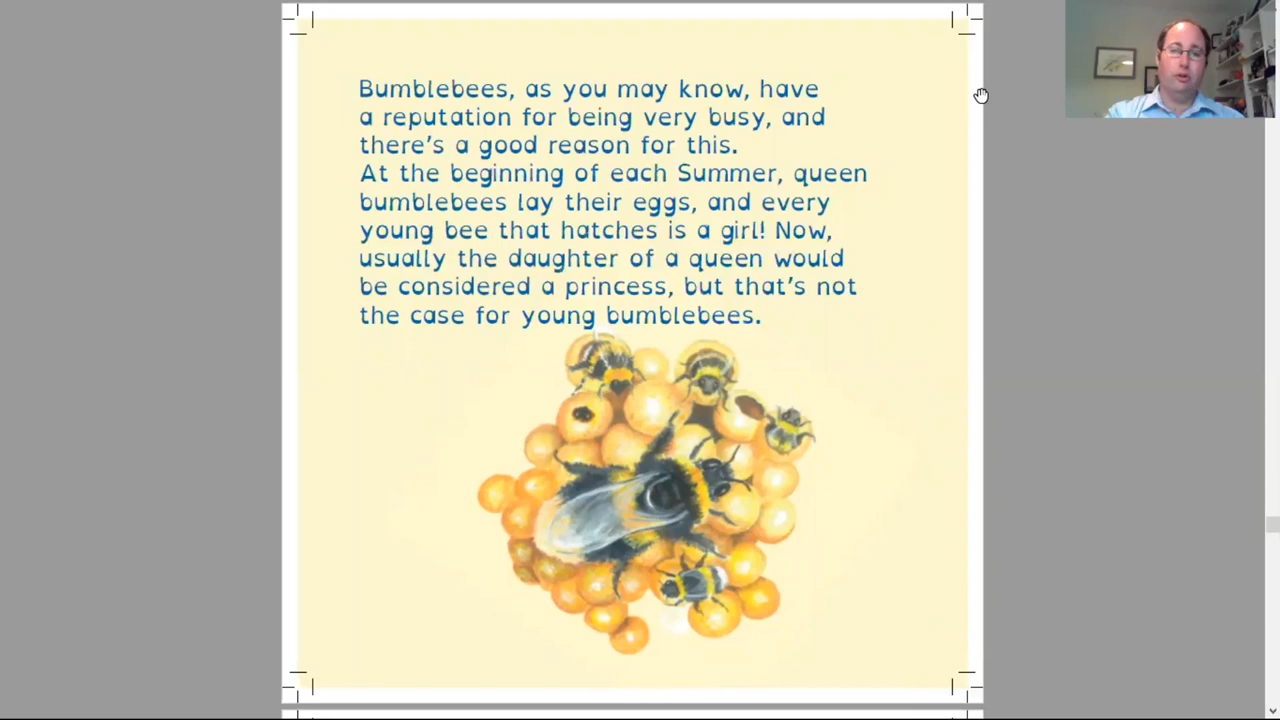 Bumblebees, as you may know, have
a reputation for being very busy, and
there's a good reason for this.
At the beginning of each Summer, queen
bumblebees lay their eggs, and every
young bee that hatches is a girl! Now,
usually the daughter of a queen would
be considered a princess, but that's not
the case for young bumblebees.